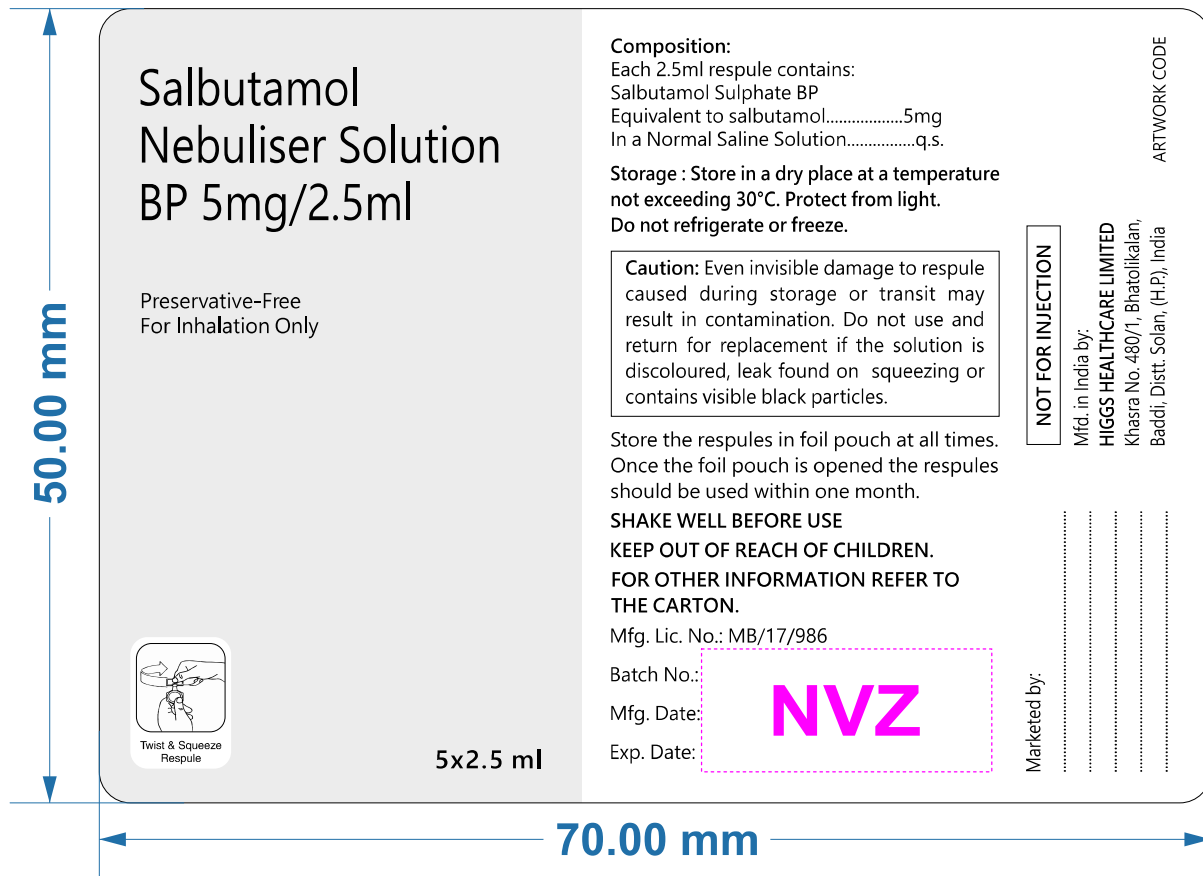 Salbutamol
Nebuliser Solution
BP 5mg/2.5ml
Preservative-Free
For Inhalation Only
Twist & Squeeze
Respule
5x2.5 ml
Composition:
Each 2.5ml respule contains:
Salbutamol Sulphate BP
Equivalent to salbutamol..................5mg
In a Normal Saline Solution................q.s.
Storage : Store in a dry place at a temperature
not exceeding 30°C. Protect from light.
Do not refrigerate or freeze.
Caution: Even invisible damage to respule
caused during storage or transit may
result in contamination. Do not use and
return for replacement if the solution is
discoloured, leak found on squeezing or
contains visible black particles.
Store the respules in foil pouch at all times.
Once the foil pouch is opened the respules
should be used within one month.
SHAKE WELL BEFORE USE
KEEP OUT OF REACH OF CHILDREN.
FOR OTHER INFORMATION REFER TO
THE CARTON.
Mfg. Lic. No.: MB/17/986
Batch No.:
Mfg. Date:
Exp. Date:
NVZ
NOT FOR INJECTION
Mfd. in India by:
HIGGS HEALTHCARE LIMITED
Khasra No. 480/1, Bhatolikalan,
Baddi, Distt. Solan, (H.P.), India
Marketed by:
ARTWORK CODE
50.00 mm
70.00 mm